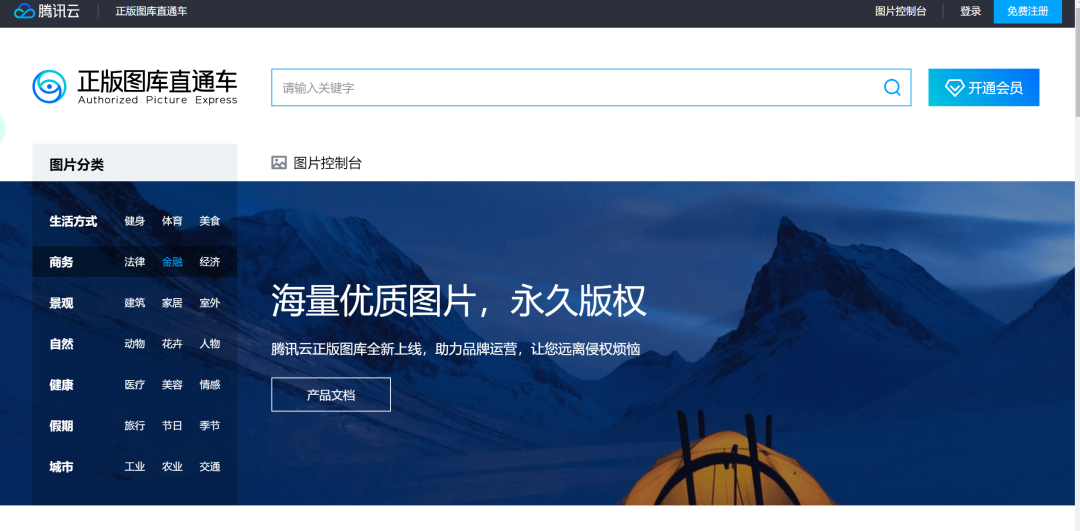 腾讯云 正版图库直通车 图片控制台 登录 免费注册
正版图库直通车
Authorized Picture Express
请输入关键字
开通会员
图片分类
图片控制台
生活方式 健身 体育 美食
商务 法律 金融 经济
景观 建筑 家居 室外
自然 动物 花卉 人物
健康 医疗 美容 情感
假期 旅行 节日 季节
城市 工业 农业 交通
海量优质图片，永久版权
腾讯云正版图库全新上线，助力品牌运营，让您远离侵权烦恼
产品文档